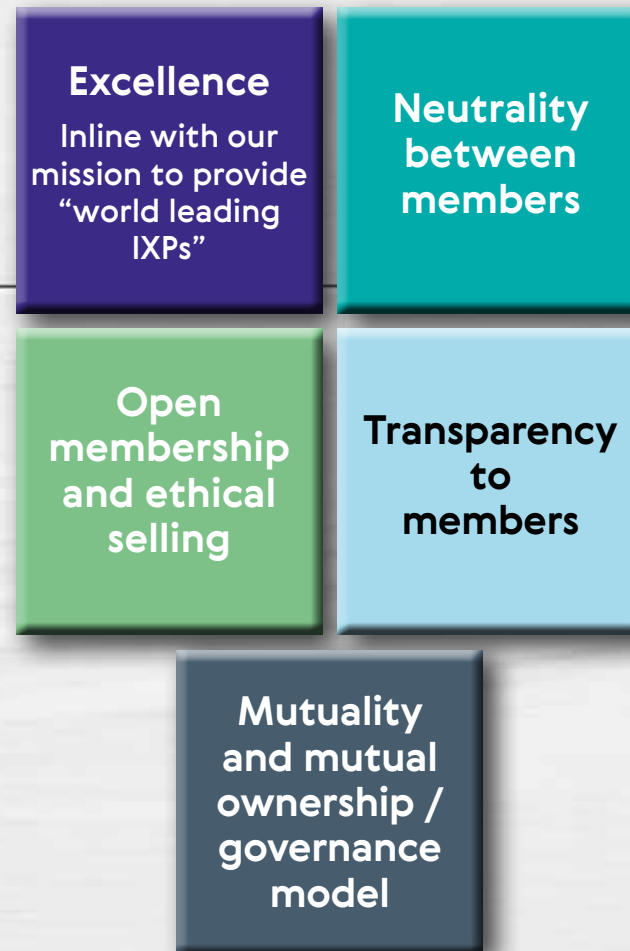 Excellence
Inline with our
mission to provide
“world leading
IXPs”
Neutrality
between
members
Open
membership
and ethical
selling
Transparency
to
members
Mutuality
and mutual
ownership /
governance
model